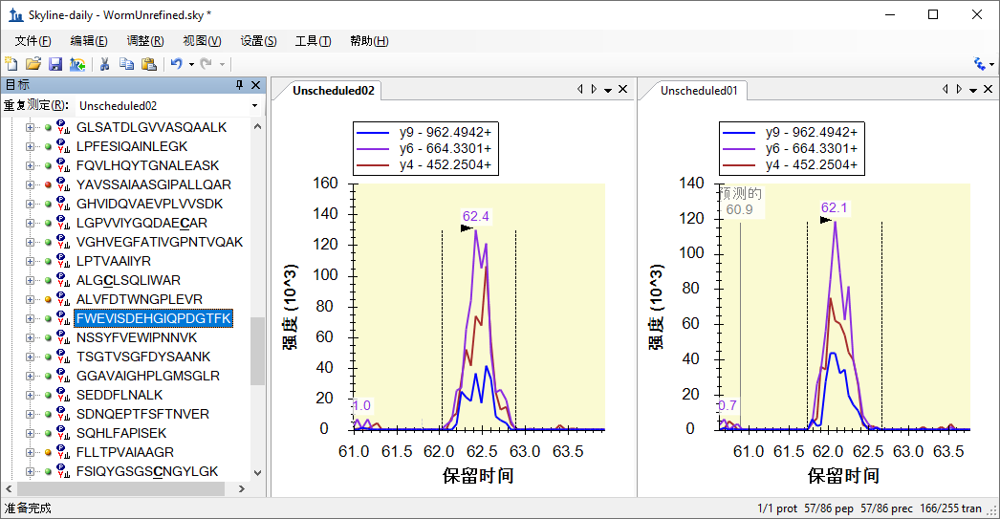 Skyline-daily - WormUnrefined.sky *
文件(F) 编辑(E) 调整(R) 视图(V) 设置(S) 工具(T) 帮助(H)
目标
重复测定(R): Unscheduled02
GLSATDLGVVASQAALK
LPFESIQAINLEGK
FQVLHQYTGNALEASK
YAVSSAIAASGIPALLQAR
GHVIDQVAEVPLVVSDK
LGPVVIYGQDAECAR
VGHVEGFATIVGPNTVQAK
LPTVAAIIYR
ALGCLSQLIWAR
ALVFDTWNGPLEVR
FWEVISDEHGIQPDGTFK
NSSYFVEWIPNNVK
TSGTVSGFDYSAANK
GGAVAIGHPLGMSGLR
SEDDFLNALK
SDNQEPTFSFTNVER
SQHLFAPISEK
FLLTPVAIAAGR
FSIQYGSGSCNGYLGK
Unscheduled02
y9 - 962.4942+
y6 - 664.3301+
y4 - 452.2504+
160
140
120
100
80
60
40
20
0
强度 (10^3)
62.4
1.0
61.0 61.5 62.0 62.5 63.0 63.5
保留时间
Unscheduled01
y9 - 962.4942+
y6 - 664.3301+
y4 - 452.2504+
140
120
100
80
60
40
20
0
强度 (10^3)
预测的
60.9
62.1
0.7
61.0 61.5 62.0 62.5 63.0 63.5
保留时间
准备完成
1/1 prot 57/86 pep 57/86 prec 166/255 tran